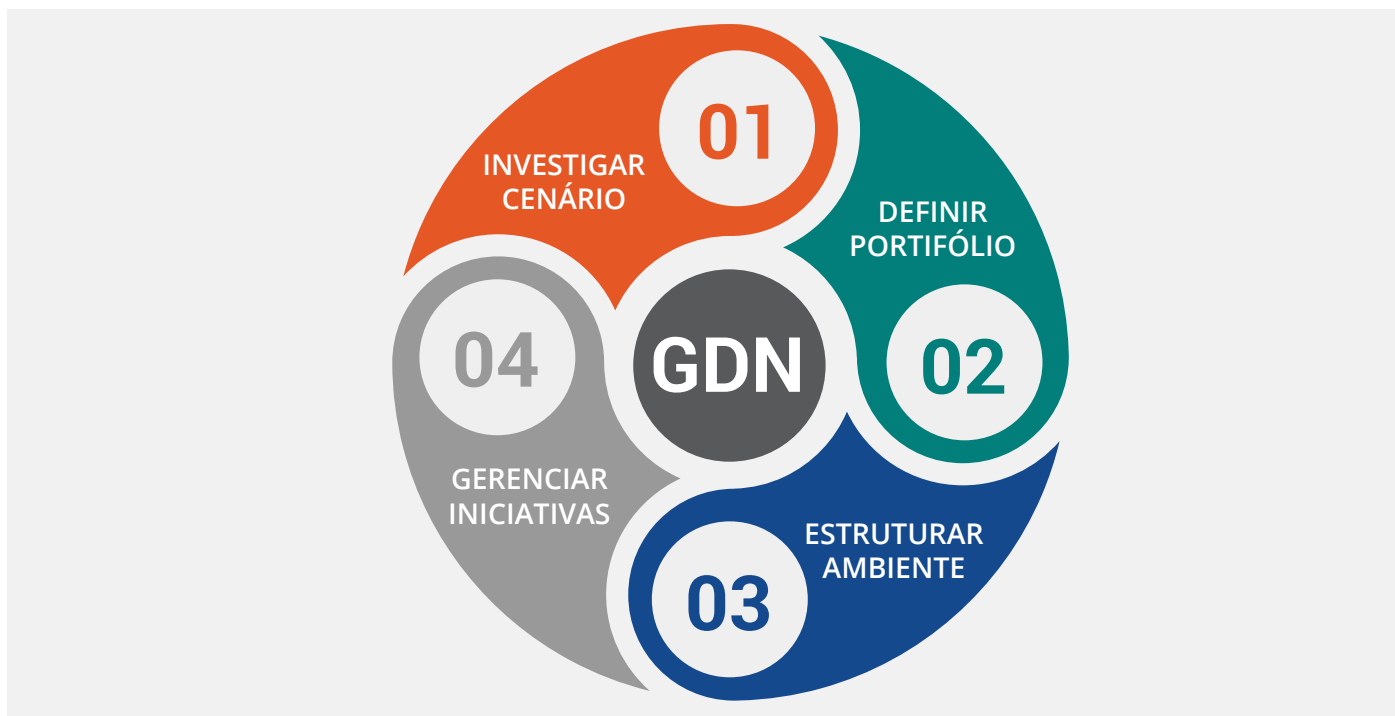 01
INVESTIGAR
CENÁRIO
DEFINIR
PORTIFÓLIO
02
GDN
04
GERENCIAR
INICIATIVAS
ESTRUTURAR
AMBIENTE
03